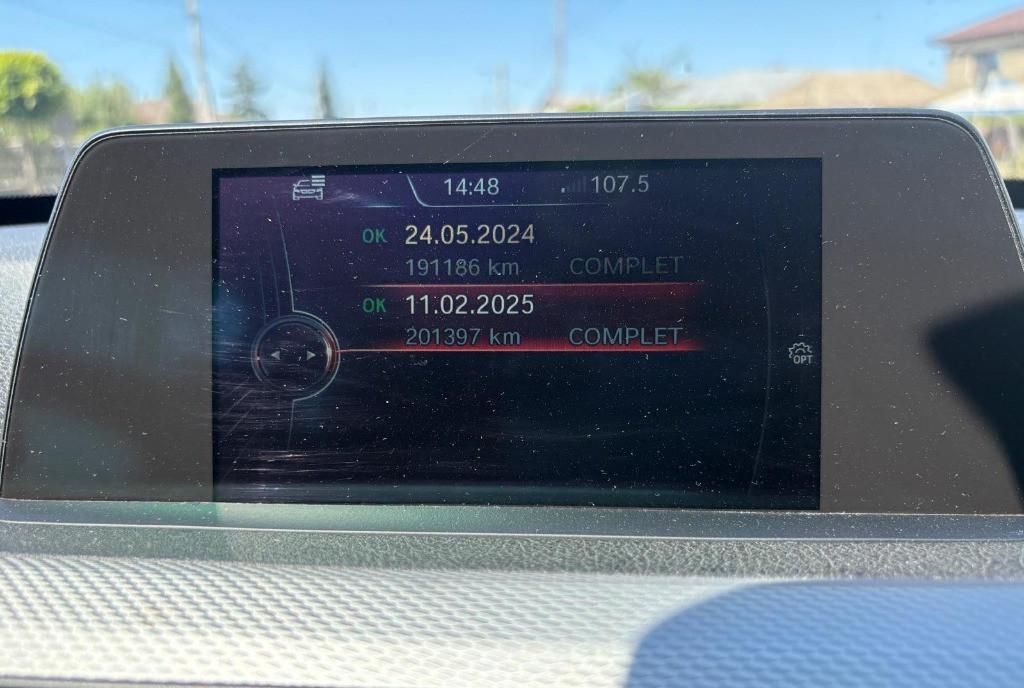 14:48 107.5
OK 24.05.2024
191186 km COMPLET
OK 11.02.2025
201397 km COMPLET
OPT